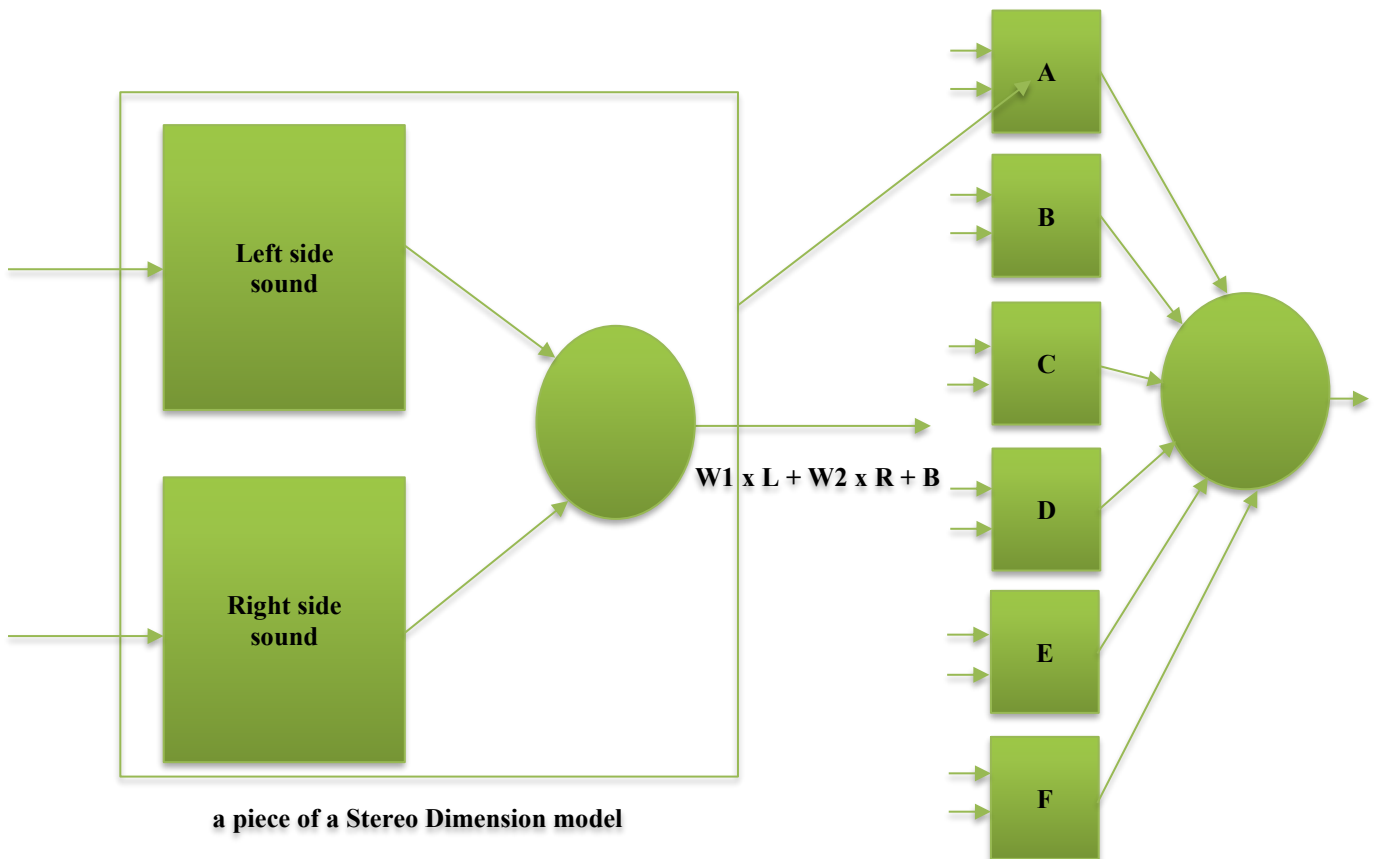 Left side
sound
Right side
sound
W1 x L + W2 x R + B
a piece of a Stereo Dimension model
A
B
C
D
E
F